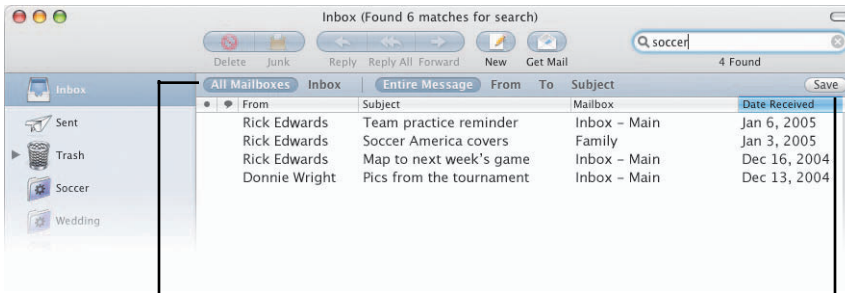 Inbox (Found 6 matches for search)
soccer
Delete Junk Reply Reply All Forward New Get Mail 4 Found
Inbox All Mailboxes Inbox Entire Message From To Subject Save
From Subject Mailbox Date Received
Sent Rick Edwards Team practice reminder Inbox – Main Jan 6, 2005
Rick Edwards Soccer America covers Family Jan 3, 2005
Trash Rick Edwards Map to next week's game Inbox – Main Dec 16, 2004
Donnie Wright Pics from the tournament Inbox – Main Dec 13, 2004
Soccer
Wedding